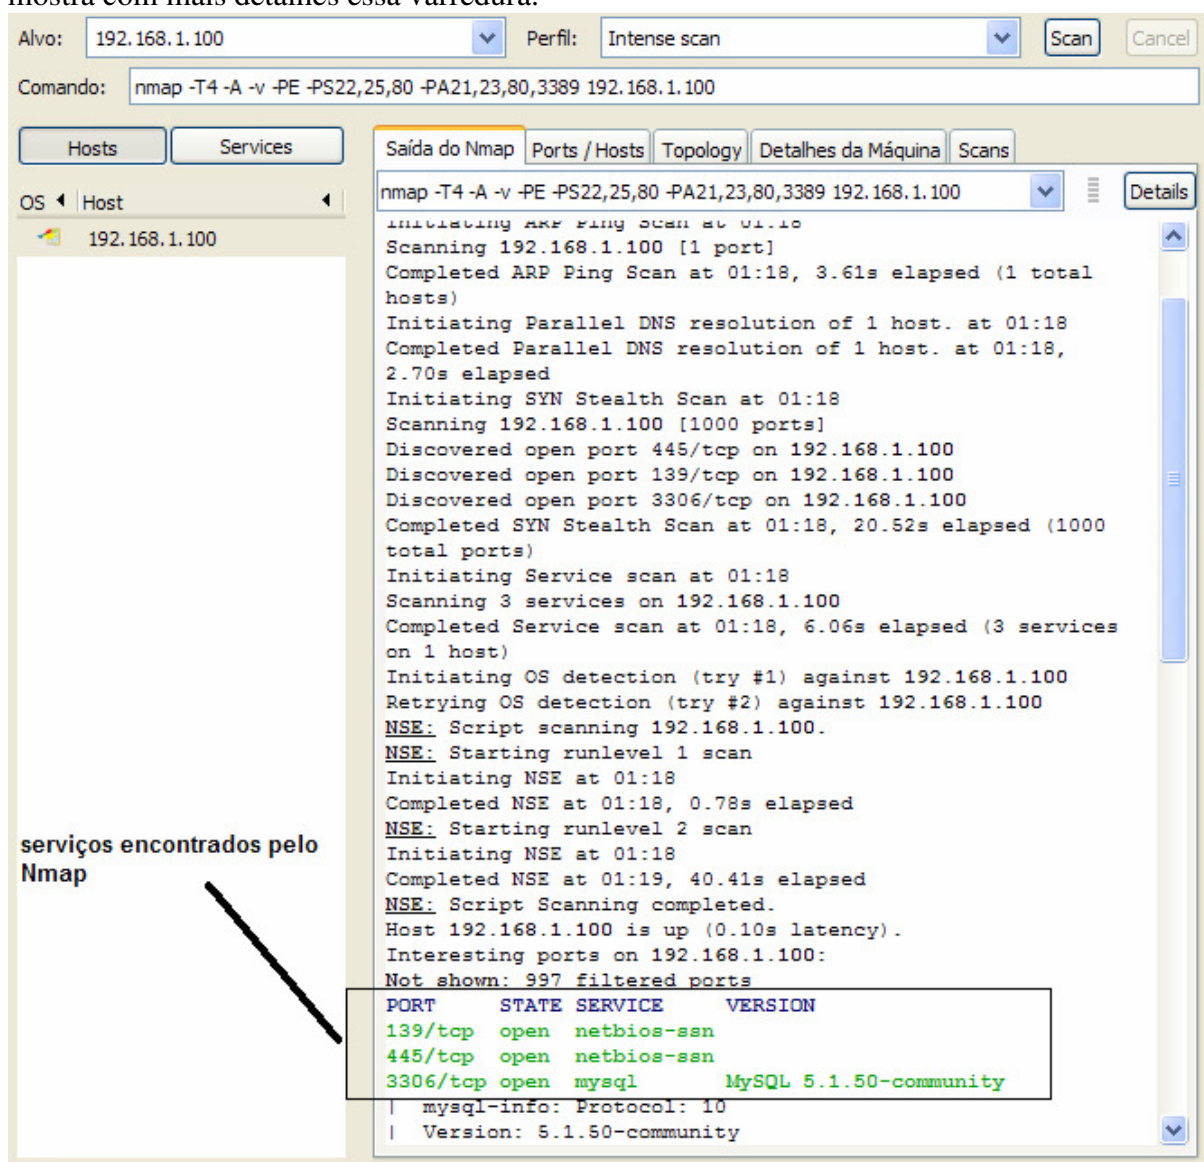 mostra com mais detalhes essa varredura.
Alvo: 192.168.1.100 Perfil: Intense scan Scan Cancel
Comando: nmap -T4 -A -v -PE -PS22,25,80 -PA21,23,80,3389 192.168.1.100
Hosts Services
OS Host
192.168.1.100
serviços encontrados pelo
Nmap
Saída do Nmap Ports / Hosts Topology Detalhes da Máquina Scans
nmap -T4 -A -v -PE -PS22,25,80 -PA21,23,80,3389 192.168.1.100 Details
Initiating ARP Ping Scan at 01:18
Scanning 192.168.1.100 [1 port]
Completed ARP Ping Scan at 01:18, 3.61s elapsed (1 total
hosts)
Initiating Parallel DNS resolution of 1 host. at 01:18
Completed Parallel DNS resolution of 1 host. at 01:18,
2.70s elapsed
Initiating SYN Stealth Scan at 01:18
Scanning 192.168.1.100 [1000 ports]
Discovered open port 445/tcp on 192.168.1.100
Discovered open port 139/tcp on 192.168.1.100
Discovered open port 3306/tcp on 192.168.1.100
Completed SYN Stealth Scan at 01:18, 20.52s elapsed (1000
total ports)
Initiating Service scan at 01:18
Scanning 3 services on 192.168.1.100
Completed Service scan at 01:18, 6.06s elapsed (3 services
on 1 host)
Initiating OS detection (try #1) against 192.168.1.100
Retrying OS detection (try #2) against 192.168.1.100
NSE: Script scanning 192.168.1.100.
NSE: Starting runlevel 1 scan
Initiating NSE at 01:18
Completed NSE at 01:18, 0.78s elapsed
NSE: Starting runlevel 2 scan
Initiating NSE at 01:18
Completed NSE at 01:19, 40.41s elapsed
NSE: Script Scanning completed.
Host 192.168.1.100 is up (0.10s latency).
Interesting ports on 192.168.1.100:
Not shown: 997 filtered ports
PORT STATE SERVICE VERSION
139/tcp open netbios-ssn
445/tcp open netbios-ssn
3306/tcp open mysql MySQL 5.1.50-community
| mysql-info: Protocol: 10
| Version: 5.1.50-community